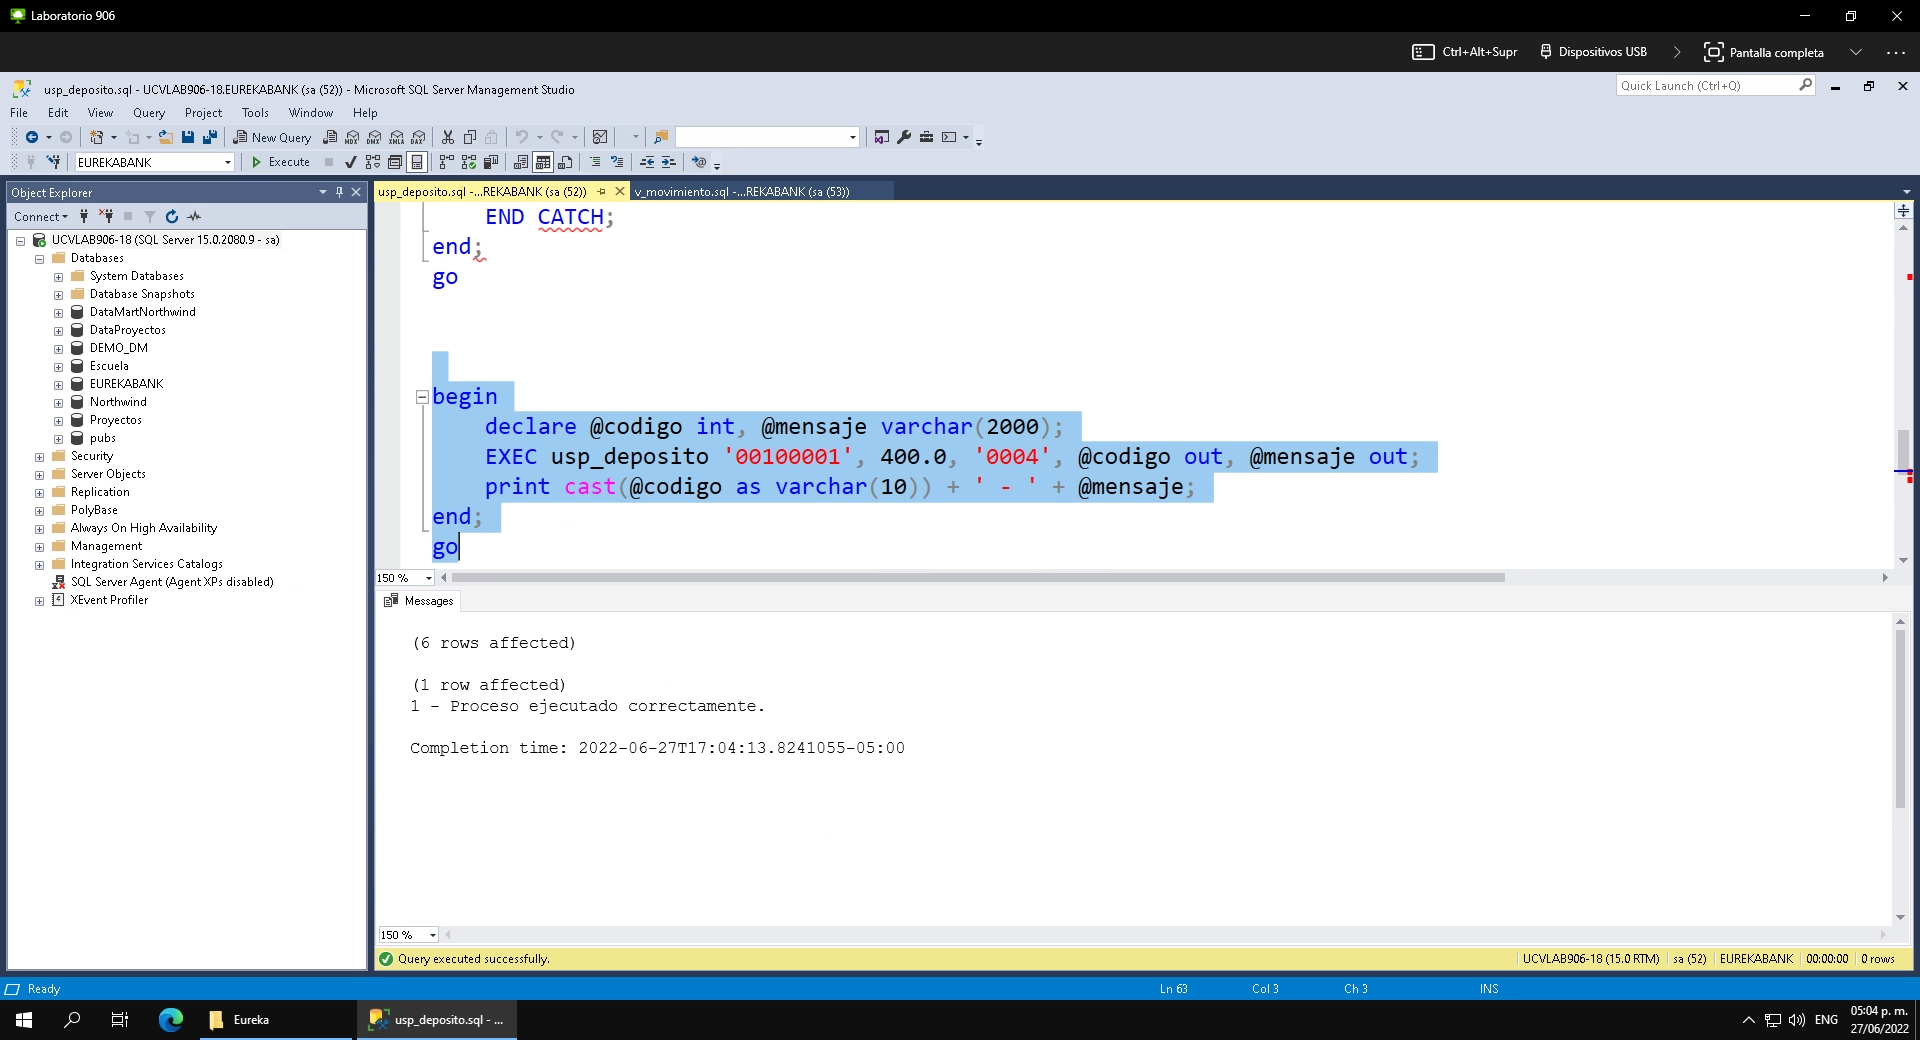 Laboratorio 906
Ctrl+Alt+Supr
Dispositivos USB
Pantalla completa
usp_deposito.sql - UCVLAB906-18.EUREKABANK (sa (52)) - Microsoft SQL Server Management Studio
Quick Launch (Ctrl+Q)
File Edit View Query Project Tools Window Help
New Query
MDX DMX XMLA DAX
EUREKABANK
Execute
Object Explorer
usp_deposito.sql -...REKABANK (sa (52))
v_movimiento.sql -...REKABANK (sa (53))
Connect
UCVLAB906-18 (SQL Server 15.0.2080.9 - sa)
Databases
System Databases
Database Snapshots
DataMartNorthwind
DataProyectos
DEMO_DM
Escuela
EUREKABANK
Northwind
Proyectos
pubs
Security
Server Objects
Replication
PolyBase
Always On High Availability
Management
Integration Services Catalogs
SQL Server Agent (Agent XPs disabled)
XEvent Profiler
END CATCH;
end;
go
begin
declare @codigo int, @mensaje varchar(2000);
EXEC usp_deposito '00100001', 400.0, '0004', @codigo out, @mensaje out;
print cast(@codigo as varchar(10)) + ' - ' + @mensaje;
end;
go
150 %
Messages
(6 rows affected)
(1 row affected)
1 - Proceso ejecutado correctamente.
Completion time: 2022-06-27T17:04:13.8241055-05:00
150 %
Query executed successfully.
UCVLAB906-18 (15.0 RTM) sa (52) EUREKABANK 00:00:00 0 rows
Ready
Ln 63 Col 3 Ch 3 INS
Eureka
usp_deposito.sql - ...
ENG
05:04 p. m.
27/06/2022